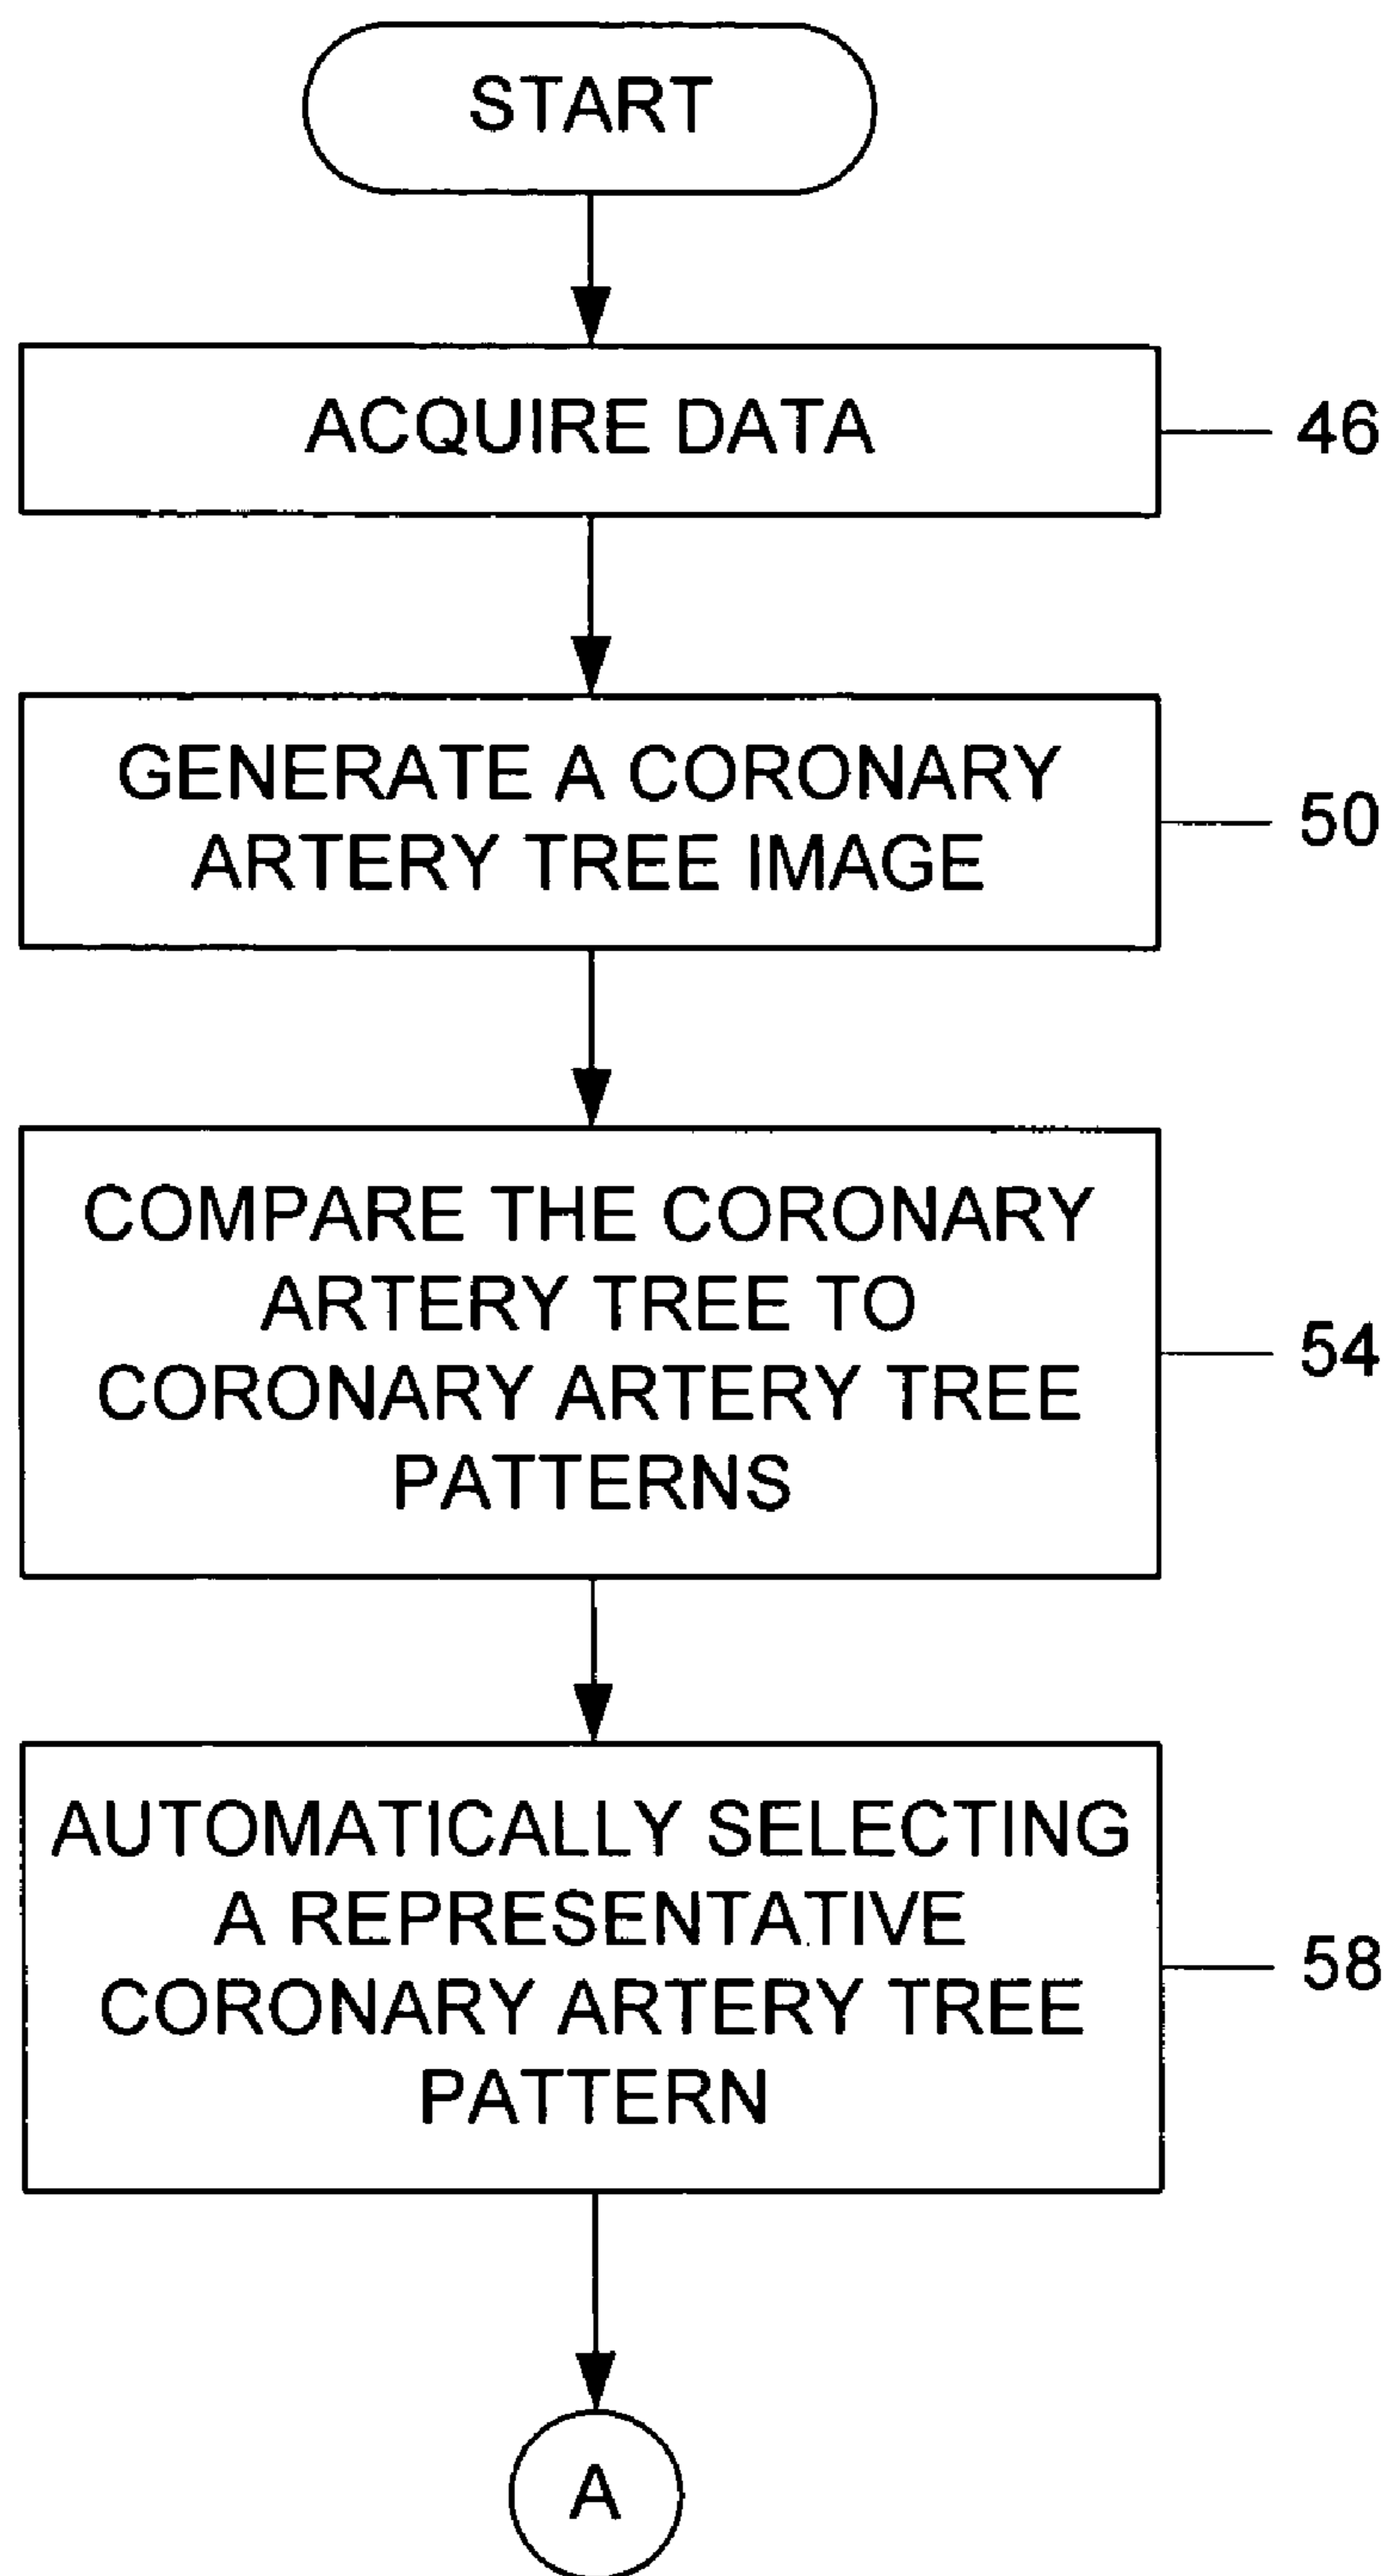 START
ACQUIRE DATA
46
GENERATE A CORONARY
ARTERY TREE IMAGE
50
COMPARE THE CORONARY
ARTERY TREE TO
CORONARY ARTERY TREE
PATTERNS
54
AUTOMATICALLY SELECTING
A REPRESENTATIVE
CORONARY ARTERY TREE
PATTERN
58
A